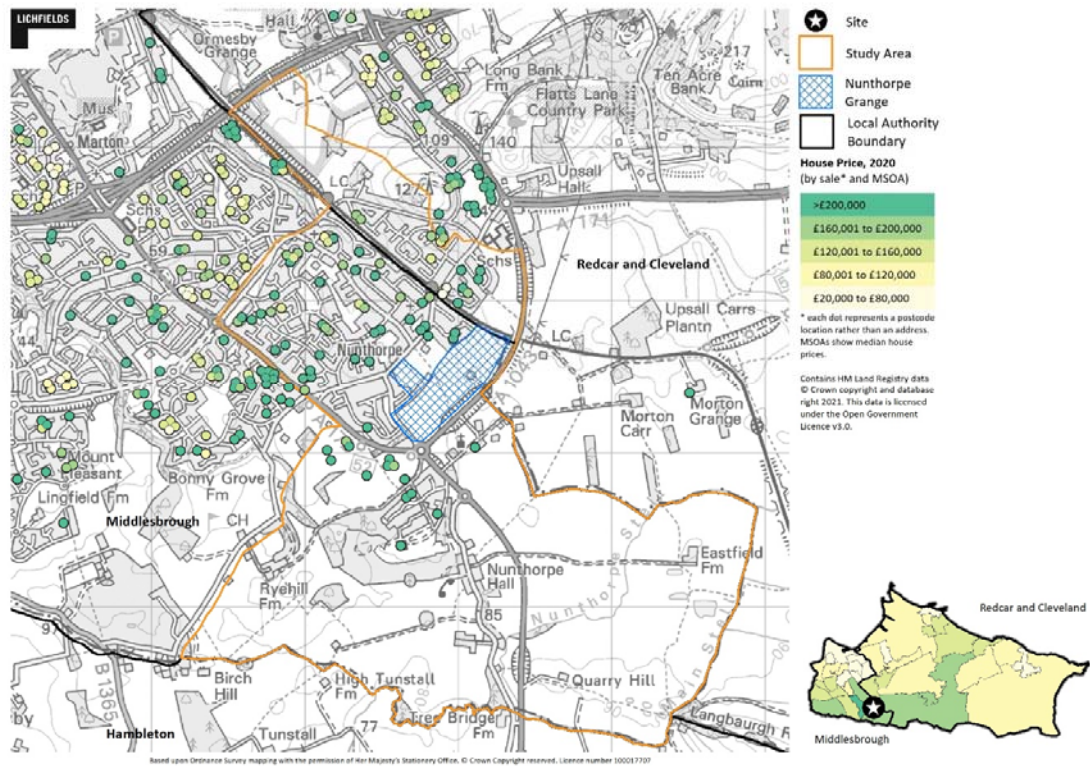 LICHFIELDS
Hall
Ormesby
Grange
P
A 174
Mus
Marton
Long Bank
Fm
Flatts Lane
Country Park
Ten Acre
Bank
217
Cairn
109
140
LC
Upsall
Hall
A 171
Schs
Schs
69
Redcar and Cleveland
Upsall Carrs
Plantn
LC
44
Nunthorpe
A 1043
Morton
Carr
Morton
Grange
Mount
Pleasant
Lingfield Fm
Bonny Grove
Fm
52
Middlesbrough
CH
Eastfield
Fm
Ryehill
Fm
Nunthorpe
Hall
85
Nunthorpe
97
B 1365
Birch
Hill
High Tunstall
Fm
Quarry Hill
Main Stell
Tree Bridge
Fm
Langbaurgh R
by
Hambleton
Tunstall
77
Based upon Ordnance Survey mapping with the permission of Her Majesty's Stationery Office. © Crown Copyright reserved. Licence number 100017707
Site
Study Area
Nunthorpe
Grange
Local Authority
Boundary
House Price, 2020
(by sale* and MSOA)
>£200,000
£160,001 to £200,000
£120,001 to £160,000
£80,001 to £120,000
£20,000 to £80,000
* each dot represents a postcode
location rather than an address.
MSOAs show median house
prices.
Contains HM Land Registry data
© Crown copyright and database
right 2021. This data is licensed
under the Open Government
Licence v3.0.
Redcar and Cleveland
Middlesbrough